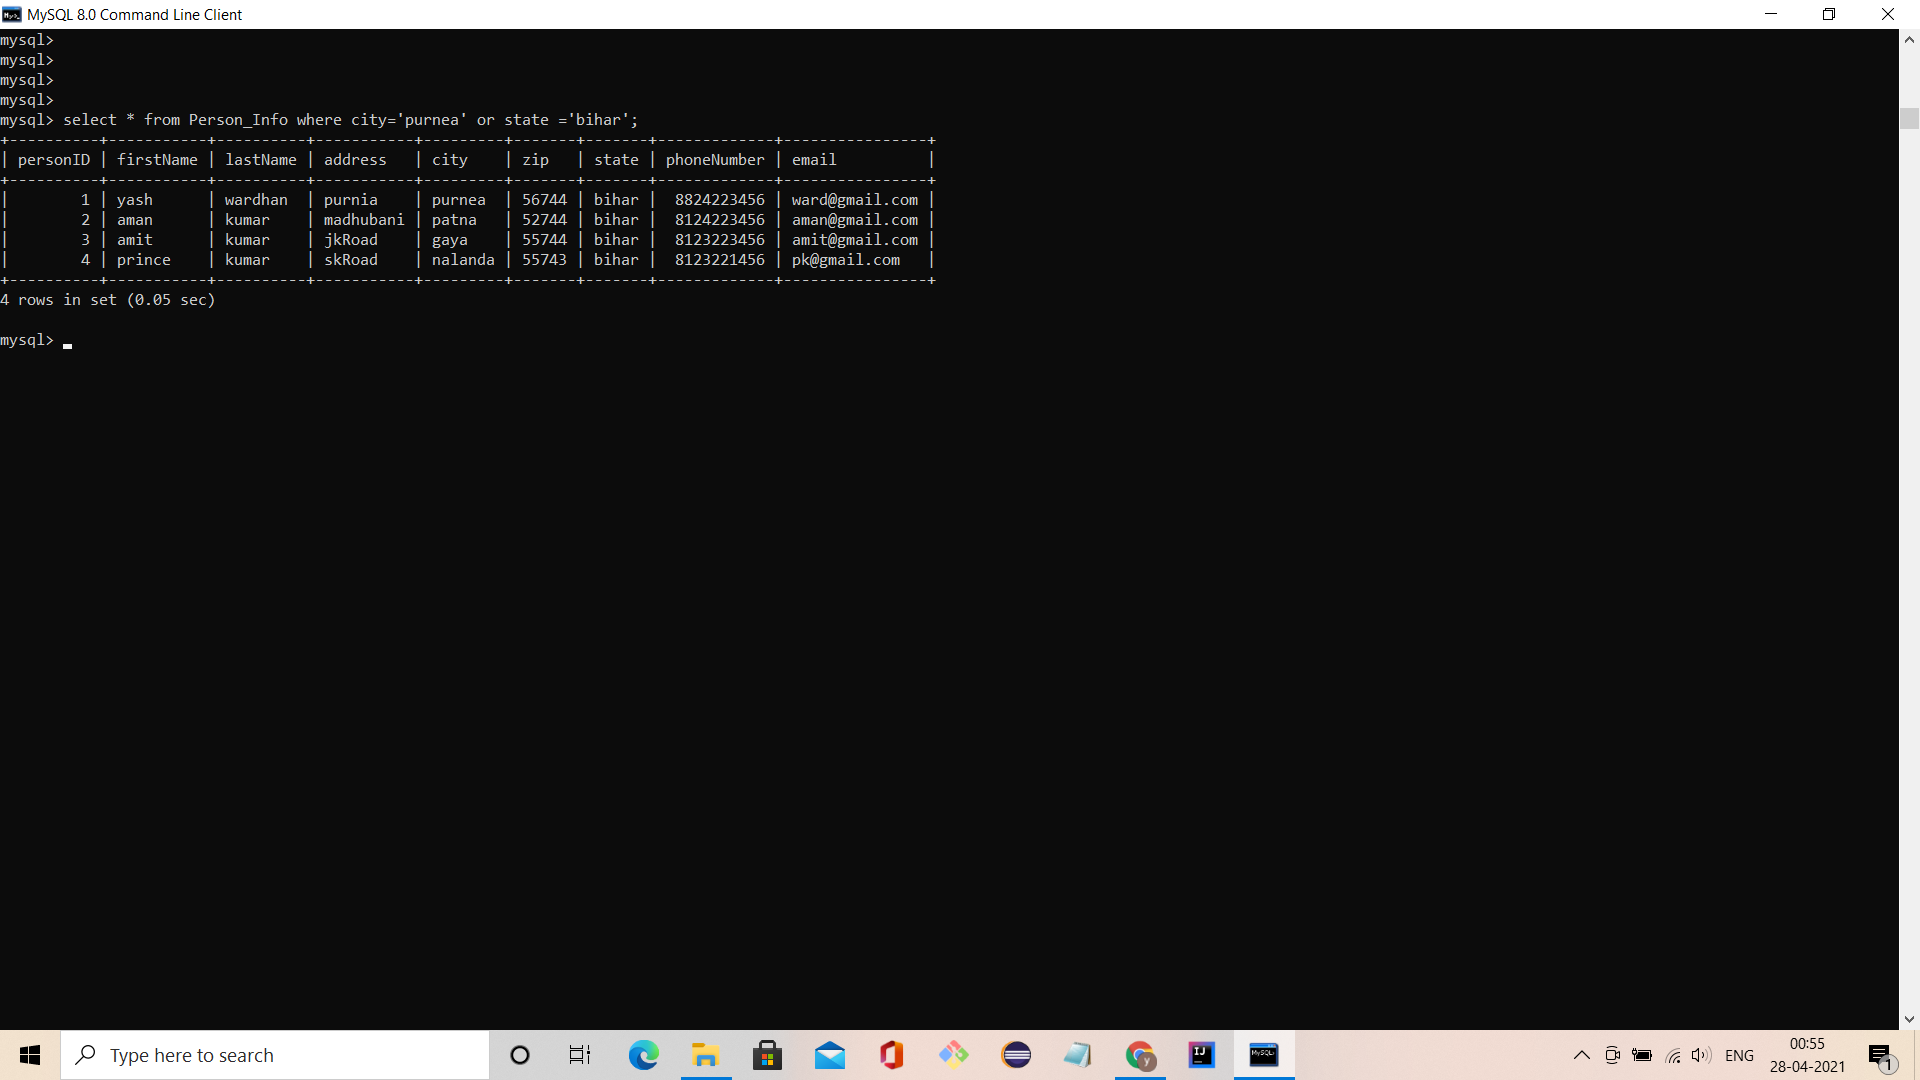 MySQL 8.0 Command Line Client
mysql>
mysql>
mysql>
mysql>
mysql> select * from Person_Info where city='purnea' or state ='bihar';
+----------+-----------+----------+-----------+---------+-------+-------+-------------+----------------+
| personID | firstName | lastName | address   | city    | zip   | state | phoneNumber | email          |
+----------+-----------+----------+-----------+---------+-------+-------+-------------+----------------+
|        1 | yash      | wardhan  | purnia    | purnea  | 56744 | bihar |  8824223456 | ward@gmail.com |
|        2 | aman      | kumar    | madhubani | patna   | 52744 | bihar |  8124223456 | aman@gmail.com |
|        3 | amit      | kumar    | jkRoad    | gaya    | 55744 | bihar |  8123223456 | amit@gmail.com |
|        4 | prince    | kumar    | skRoad    | nalanda | 55743 | bihar |  8123221456 | pk@gmail.com   |
+----------+-----------+----------+-----------+---------+-------+-------+-------------+----------------+
4 rows in set (0.05 sec)
mysql>
Type here to search
y
IJ
MySQL
ENG
00:55
28-04-2021
1